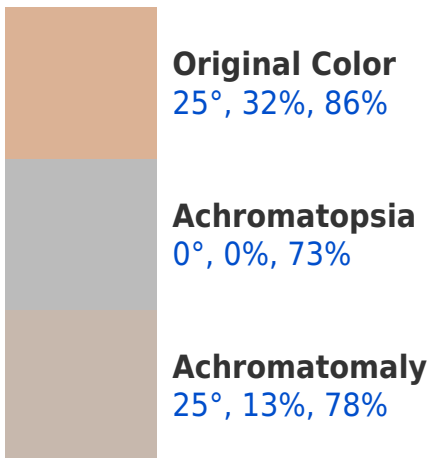 Original Color
25°, 32%, 86%
Achromatopsia
0°, 0%, 73%
Achromatomaly
25°, 13%, 78%